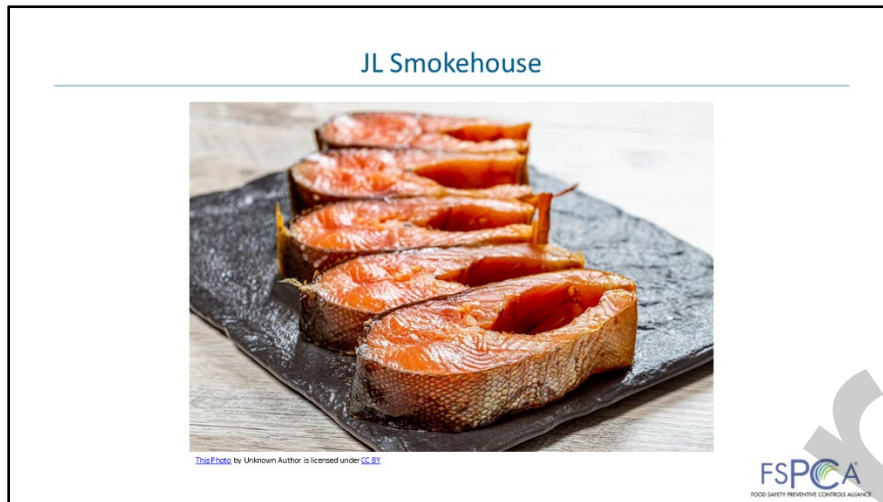 JL Smokehouse
This Photo by Unknown Author is licensed under CC BY
FSPCA
FOOD SAFETY PREVENTIVE CONTROLS ALLIANCE